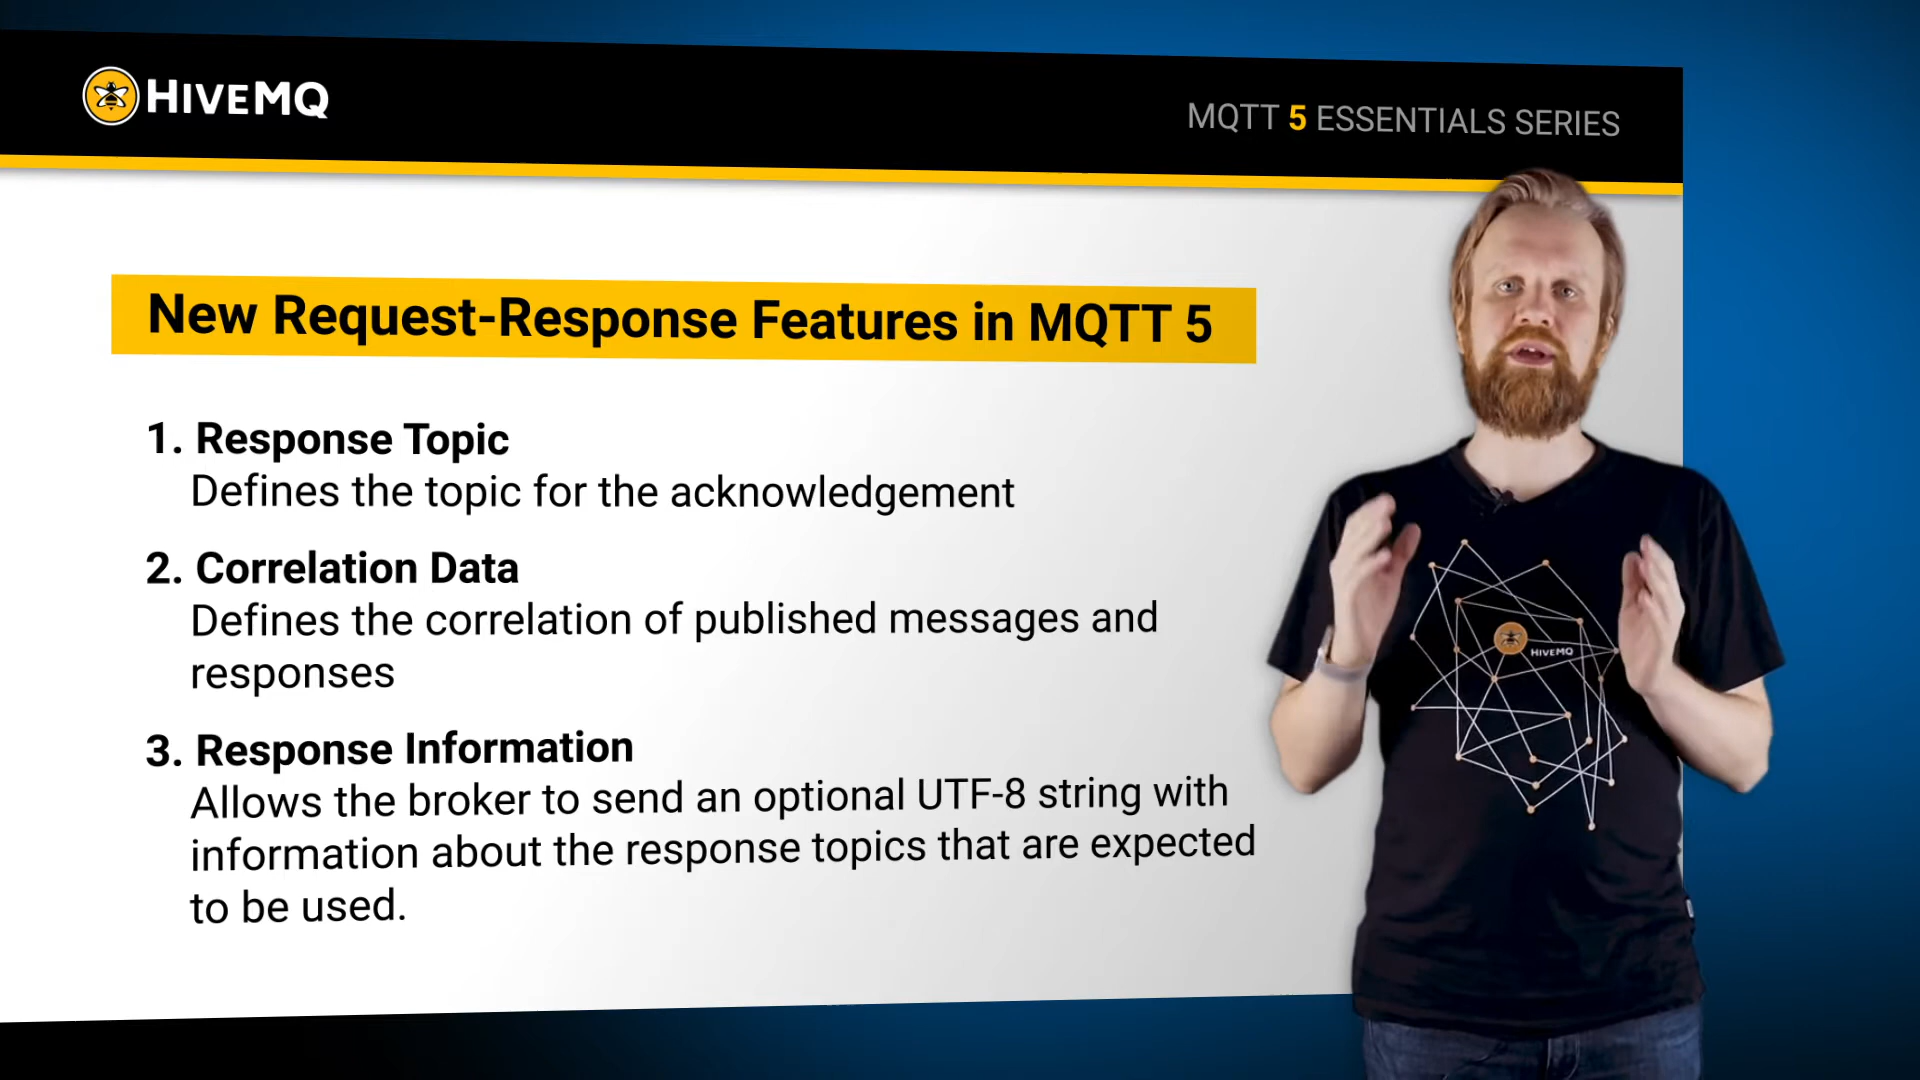 HIVEMQ
MQTT 5 ESSENTIALS SERIES
New Request-Response Features in MQTT 5
1. Response Topic
Defines the topic for the acknowledgement
2. Correlation Data
Defines the correlation of published messages and
responses
3. Response Information
Allows the broker to send an optional UTF-8 string with
information about the response topics that are expected
to be used.
HIVEMQ